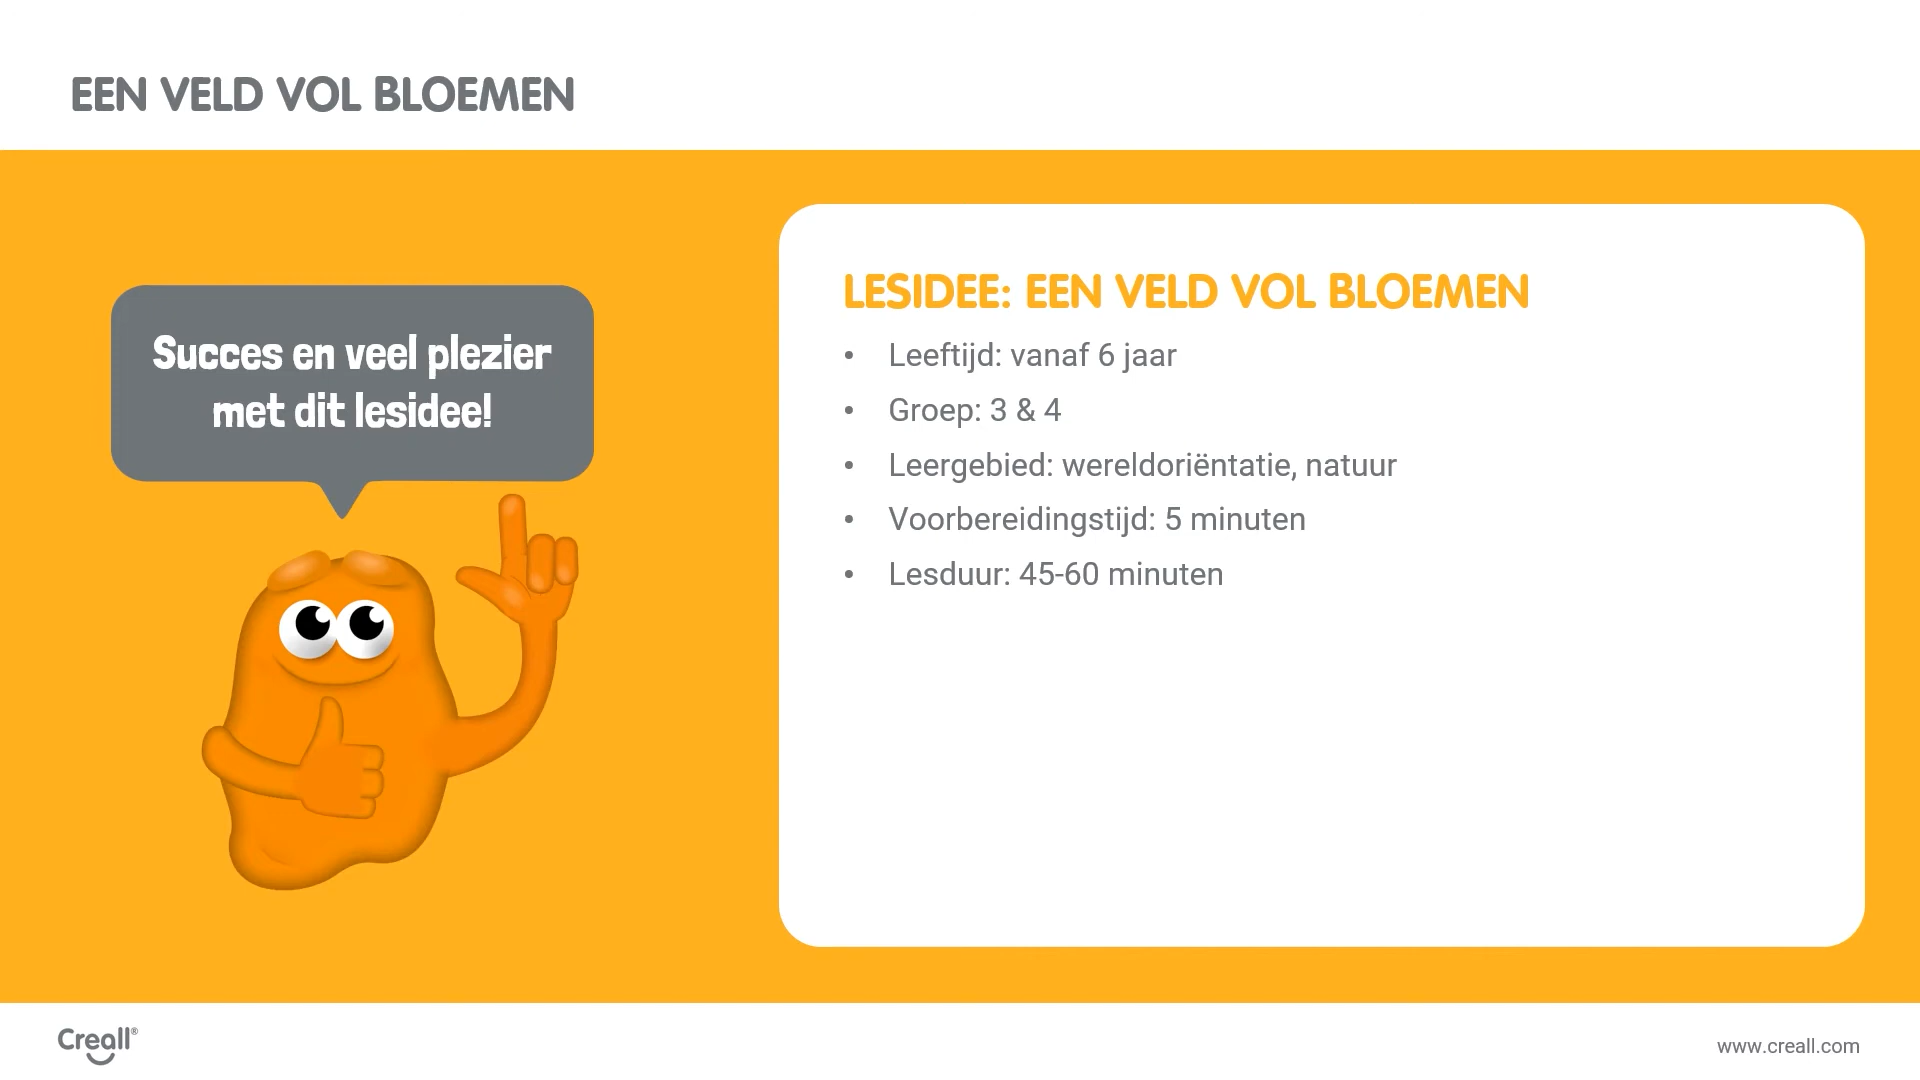 EEN VELD VOL BLOEMEN
Succes en veel plezier
met dit lesidee!
LESIDEE: EEN VELD VOL BLOEMEN
• Leeftijd: vanaf 6 jaar
• Groep: 3 & 4
• Leergebied: wereldoriëntatie, natuur
• Voorbereidingstijd: 5 minuten
• Lesduur: 45-60 minuten
Creall®
www.creall.com